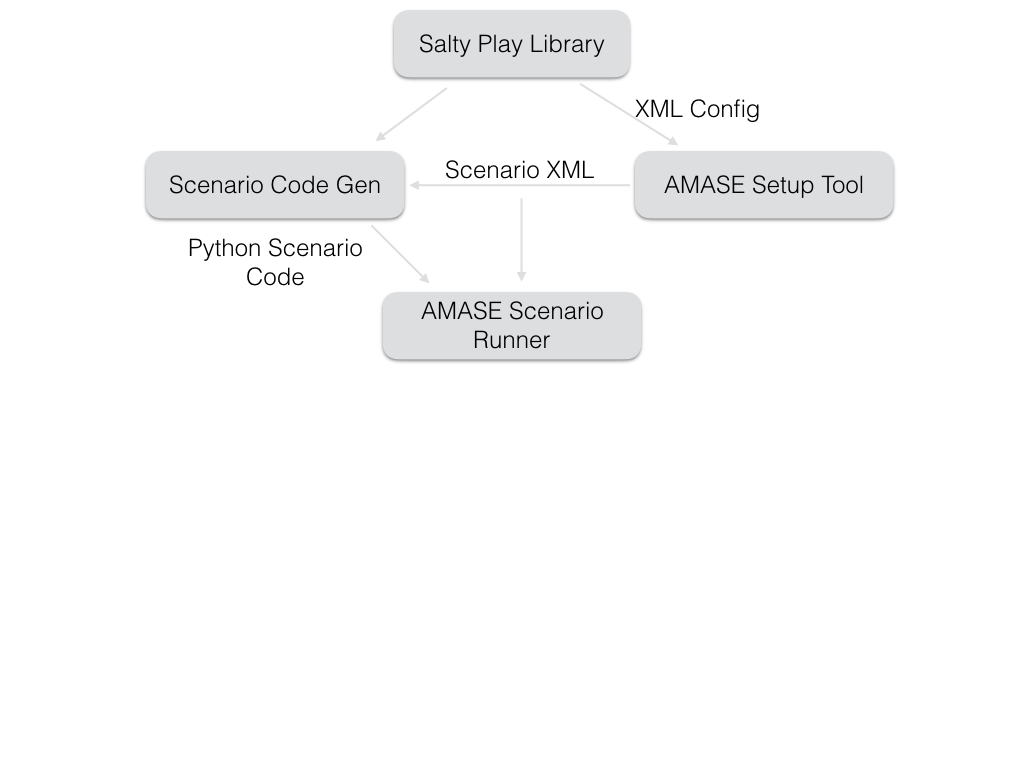 Salty Play Library
XML Config
Scenario XML
Scenario Code Gen
AMASE Setup Tool
Python Scenario
Code
AMASE Scenario
Runner